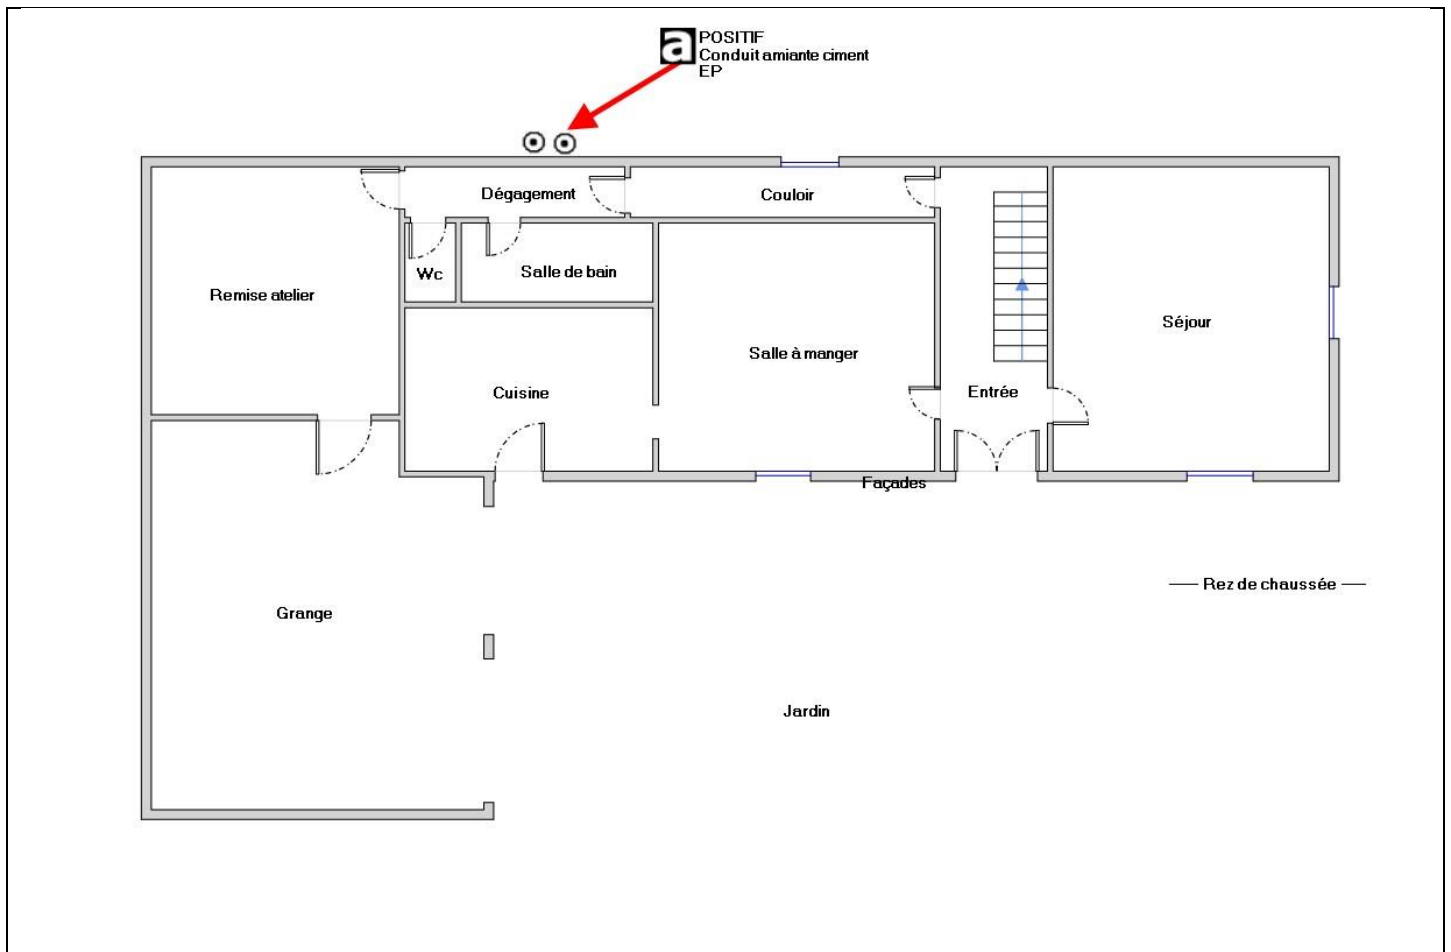 a POSITIF
Conduit amiante ciment
EP
Dégagement
Couloir
Wc
Salle de bain
Remise atelier
Séjour
Salle à manger
Cuisine
Entrée
Façades
Rez de chaussée
Grange
Jardin